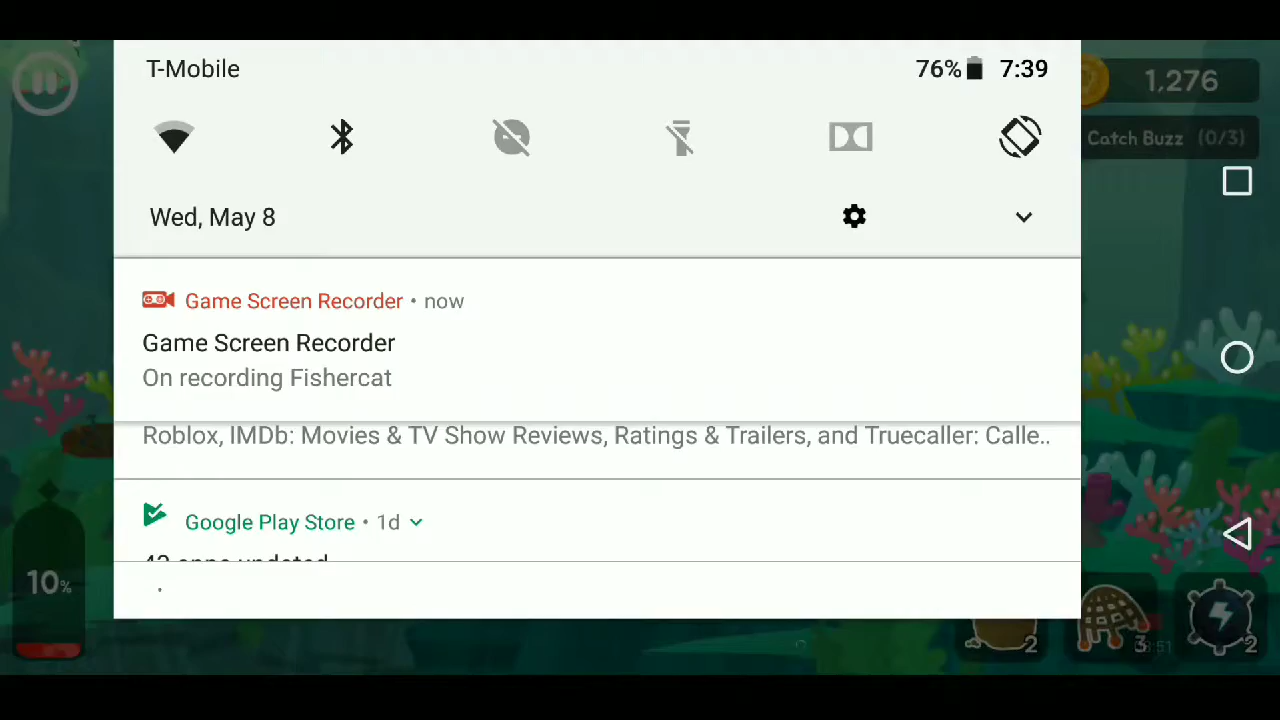 T-Mobile
76% 7:39
1,276
Catch Buzz (0/3)
Wed, May 8
Game Screen Recorder • now
Game Screen Recorder
On recording Fishercat
Roblox, IMDb: Movies & TV Show Reviews, Ratings & Trailers, and Truecaller: Calle..
Google Play Store • 1d
apps updated
10%
2
3
2